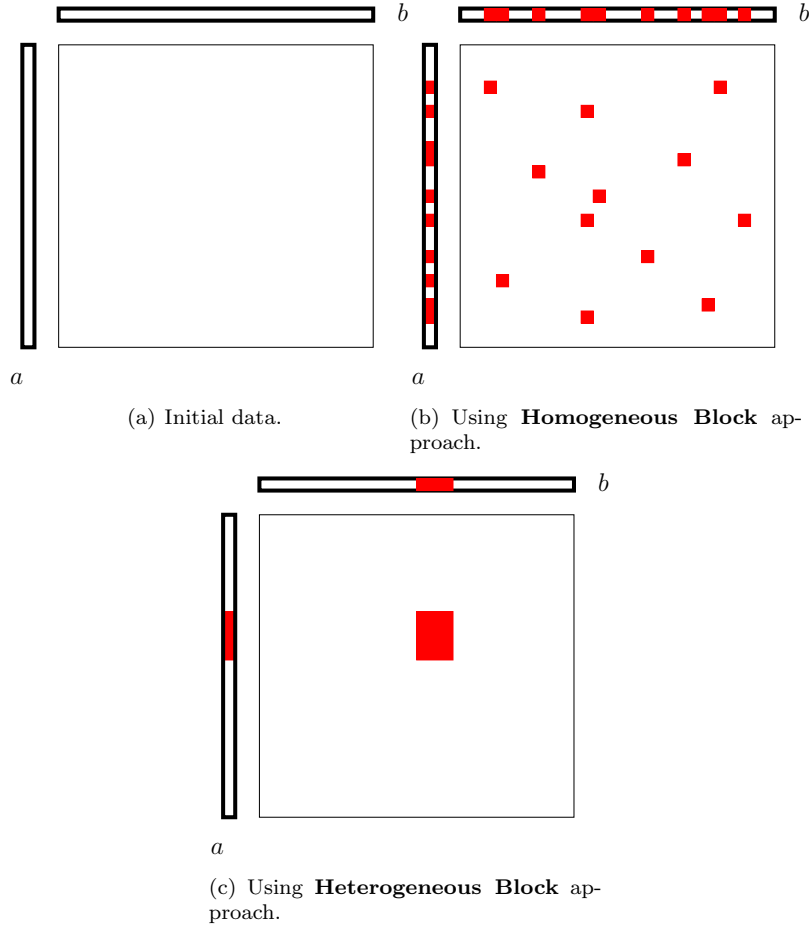 b
b
a
a
(a) Initial data.
(b) Using Homogeneous Block ap-
proach.
b
a
(c) Using Heterogeneous Block ap-
proach.